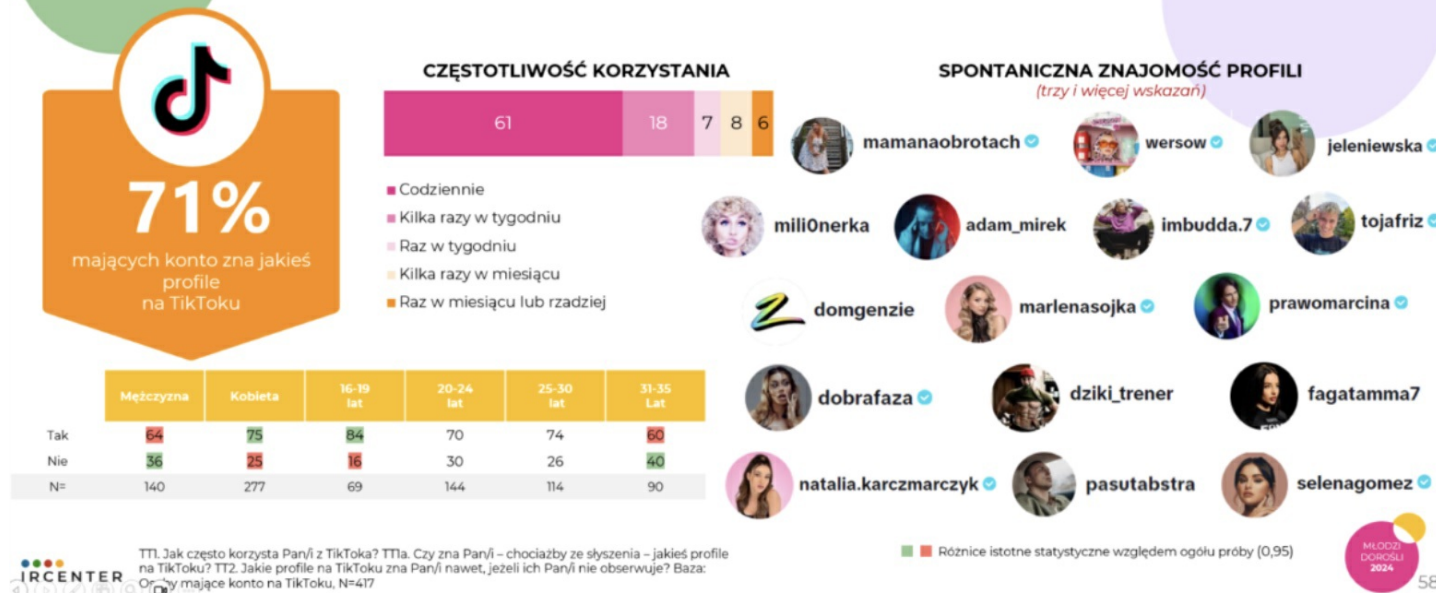 71%
mających konto zna jakieś
profile
na TikToku
CZĘSTOTLIWOŚĆ KORZYSTANIA
61 18 7 8 6
Codziennie
Kilka razy w tygodniu
Raz w tygodniu
Kilka razy w miesiącu
Raz w miesiącu lub rzadziej
SPONTANICZNA ZNAJOMOŚĆ PROFILI
(trzy i więcej wskazań)
mamanaobrotach wersow jeleniewska
mili0nerka adam_mirek imbudda.7 tojafriz
domgenzie marlenasojka prawomarcina
dobrafaza dziki_trener fagatamma7
natalia.karczmarczyk pasutabstra selenagomez
Mężczyzna Kobieta 16-19 lat 20-24 lat 25-30 lat 31-35 Lat
Tak 64 75 84 70 74 60
Nie 36 25 16 30 26 40
N= 140 277 69 144 114 90
TT1. Jak często korzysta Pan/i z TikToka? TT1a. Czy zna Pan/i – chociażby ze słyszenia – jakieś profile
na TikToku? TT2. Jakie profile na TikToku zna Pan/i nawet, jeżeli ich Pan/i nie obserwuje? Baza:
Osoby mające konto na TikToku, N=417
IRCENTER
Różnice istotne statystyczne względem ogółu próby (0,95)
MŁODZI
DOROŚLI
2024
58